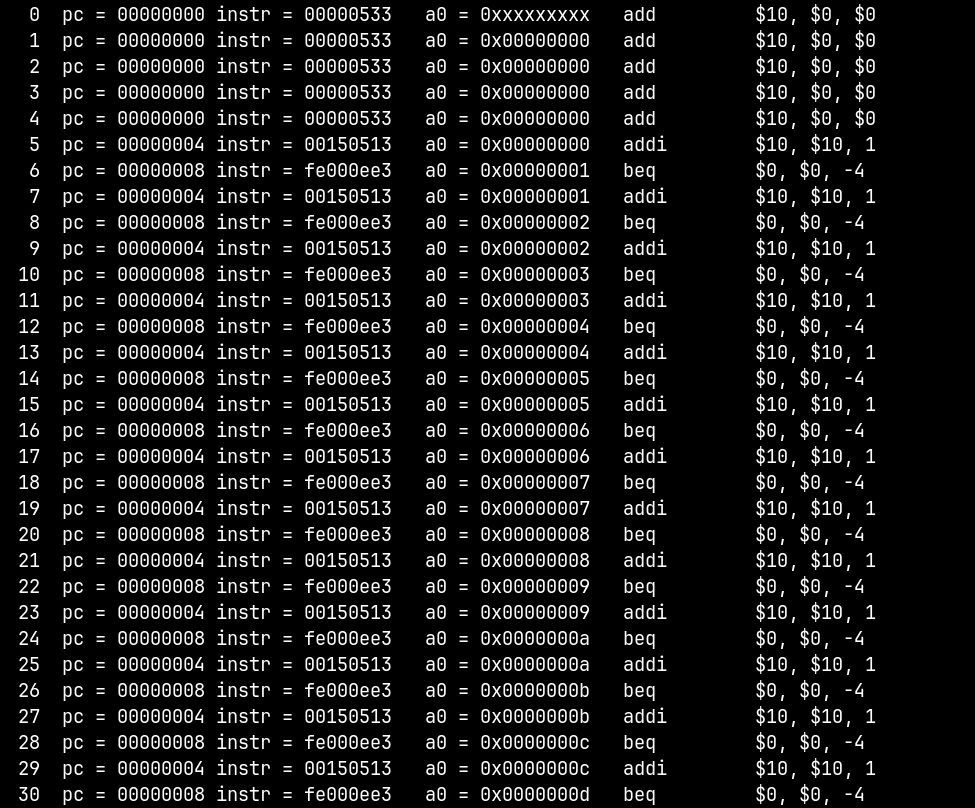 0 pc = 00000000 instr = 00000533 a0 = 0xxxxxxxxx add $10, $0, $0
1 pc = 00000000 instr = 00000533 a0 = 0x00000000 add $10, $0, $0
2 pc = 00000000 instr = 00000533 a0 = 0x00000000 add $10, $0, $0
3 pc = 00000000 instr = 00000533 a0 = 0x00000000 add $10, $0, $0
4 pc = 00000000 instr = 00000533 a0 = 0x00000000 add $10, $0, $0
5 pc = 00000004 instr = 00150513 a0 = 0x00000000 addi $10, $10, 1
6 pc = 00000008 instr = fe000ee3 a0 = 0x00000001 beq $0, $0, -4
7 pc = 00000004 instr = 00150513 a0 = 0x00000001 addi $10, $10, 1
8 pc = 00000008 instr = fe000ee3 a0 = 0x00000002 beq $0, $0, -4
9 pc = 00000004 instr = 00150513 a0 = 0x00000002 addi $10, $10, 1
10 pc = 00000008 instr = fe000ee3 a0 = 0x00000003 beq $0, $0, -4
11 pc = 00000004 instr = 00150513 a0 = 0x00000003 addi $10, $10, 1
12 pc = 00000008 instr = fe000ee3 a0 = 0x00000004 beq $0, $0, -4
13 pc = 00000004 instr = 00150513 a0 = 0x00000004 addi $10, $10, 1
14 pc = 00000008 instr = fe000ee3 a0 = 0x00000005 beq $0, $0, -4
15 pc = 00000004 instr = 00150513 a0 = 0x00000005 addi $10, $10, 1
16 pc = 00000008 instr = fe000ee3 a0 = 0x00000006 beq $0, $0, -4
17 pc = 00000004 instr = 00150513 a0 = 0x00000006 addi $10, $10, 1
18 pc = 00000008 instr = fe000ee3 a0 = 0x00000007 beq $0, $0, -4
19 pc = 00000004 instr = 00150513 a0 = 0x00000007 addi $10, $10, 1
20 pc = 00000008 instr = fe000ee3 a0 = 0x00000008 beq $0, $0, -4
21 pc = 00000004 instr = 00150513 a0 = 0x00000008 addi $10, $10, 1
22 pc = 00000008 instr = fe000ee3 a0 = 0x00000009 beq $0, $0, -4
23 pc = 00000004 instr = 00150513 a0 = 0x00000009 addi $10, $10, 1
24 pc = 00000008 instr = fe000ee3 a0 = 0x0000000a beq $0, $0, -4
25 pc = 00000004 instr = 00150513 a0 = 0x0000000a addi $10, $10, 1
26 pc = 00000008 instr = fe000ee3 a0 = 0x0000000b beq $0, $0, -4
27 pc = 00000004 instr = 00150513 a0 = 0x0000000b addi $10, $10, 1
28 pc = 00000008 instr = fe000ee3 a0 = 0x0000000c beq $0, $0, -4
29 pc = 00000004 instr = 00150513 a0 = 0x0000000c addi $10, $10, 1
30 pc = 00000008 instr = fe000ee3 a0 = 0x0000000d beq $0, $0, -4